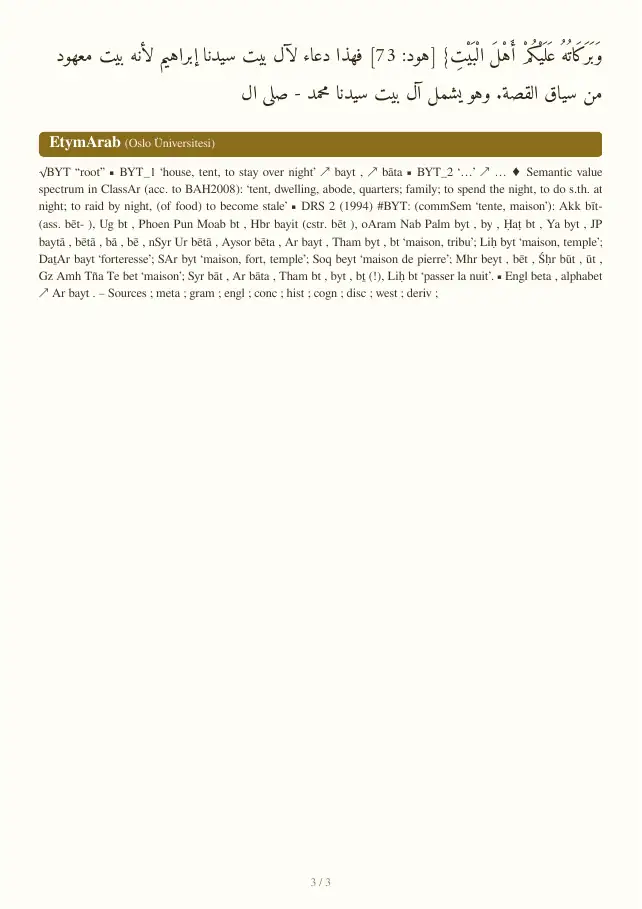 وَبَرَكَاتُهُ عَلَيْكُمْ أَهْلَ الْبَيْتِ} [هود: 73] فهذا دعاء لآل بيت سيدنا إبراهيم لأنه بيت معهود
من سياق القصة. وهو يشمل آل بيت سيدنا محمد - صلى ال
EtymArab (Oslo Üniversitesi)
√BYT “root” ▪ BYT_1 ‘house, tent, to stay over night’ ↗ bayt , ↗ bāta ▪ BYT_2 ‘…’ ↗ … ♦ Semantic value
spectrum in ClassAr (acc. to BAH2008): ‘tent, dwelling, abode, quarters; family; to spend the night, to do s.th. at
night; to raid by night, (of food) to become stale’ ▪ DRS 2 (1994) #BYT: (commSem ‘tente, maison’): Akk bīt-
(ass. bēt- ), Ug bt , Phoen Pun Moab bt , Hbr bayit (cstr. bēt ), oAram Nab Palm byt , by , Ḥaṭ bt , Ya byt , JP
baytā , bētā , bā , bē , nSyr Ur bētā , Aysor bēta , Ar bayt , Tham byt , bt ‘maison, tribu’; Liḥ byt ‘maison, temple’;
DaṯAr bayt ‘forteresse’; SAr byt ‘maison, fort, temple’; Soq beyt ‘maison de pierre’; Mhr beyt , bēt , Śḥr būt , ūt ,
Gz Amh Tña Te bet ‘maison’; Syr bāt , Ar bāta , Tham bt , byt , bṯ (!), Liḥ bt ‘passer la nuit’. ▪ Engl beta , alphabet
↗ Ar bayt . – Sources ; meta ; gram ; engl ; conc ; hist ; cogn ; disc ; west ; deriv ;
3 / 3